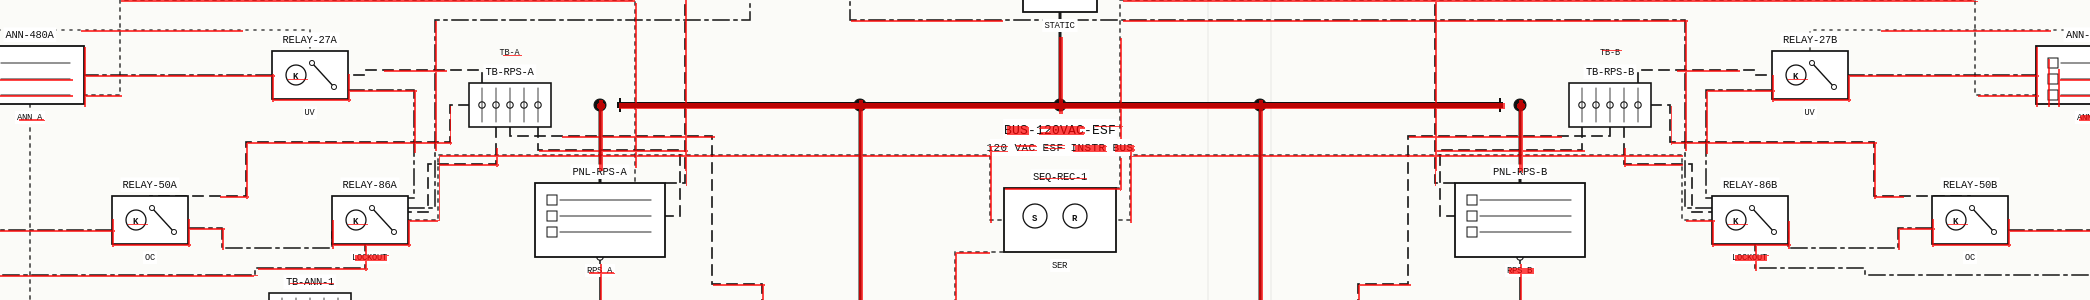 STATIC
ANN-480A
RELAY-27A
RELAY-27B
ANN-
TB-A
TB-B
TB-RPS-A
TB-RPS-B
K
K
UV
UV
ANN A
ANN
BUS-120VAC-ESF
120 VAC ESF INSTR BUS
PNL-RPS-A
SEQ-REC-1
PNL-RPS-B
RELAY-50A
RELAY-86A
RELAY-86B
RELAY-50B
K
K
S
R
K
K
OC
LOCKOUT
SER
LOCKOUT
OC
RPS A
RPS B
TB-ANN-1